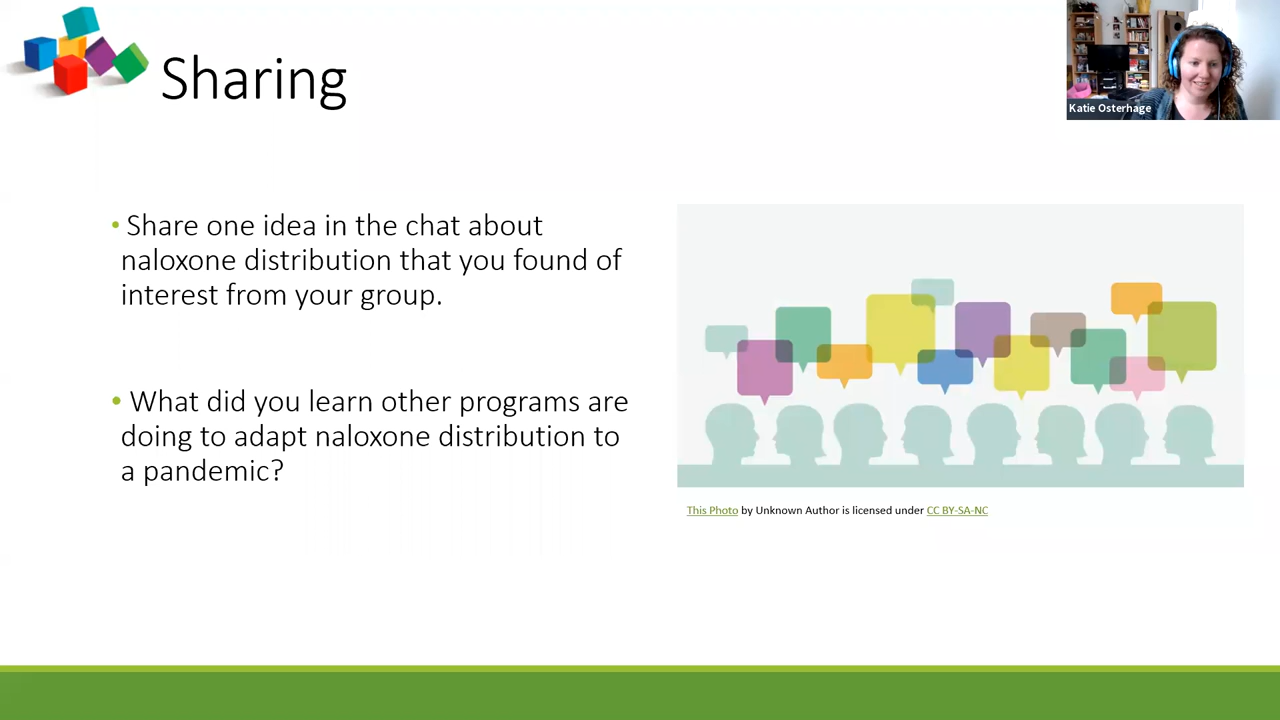 Sharing
Katie Osterhage
• Share one idea in the chat about
naloxone distribution that you found of
interest from your group.
• What did you learn other programs are
doing to adapt naloxone distribution to
a pandemic?
This Photo by Unknown Author is licensed under CC BY-SA-NC